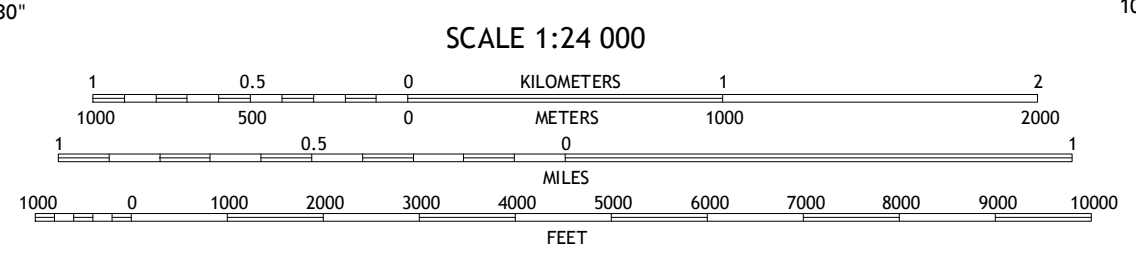 30"
10
SCALE 1:24 000
1 0.5 0 KILOMETERS 1 2
1000 500 0 METERS 1000 2000
1 0.5 0 1
MILES
1000 0 1000 2000 3000 4000 5000 6000 7000 8000 9000 10000
FEET